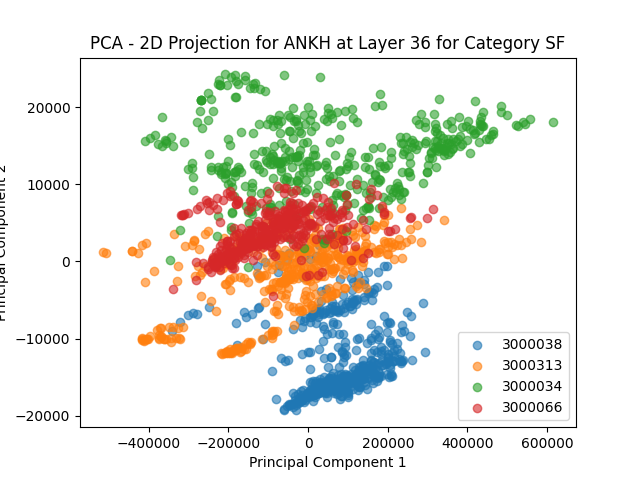 PCA - 2D Projection for ANKH at Layer 36 for Category SF
20000
10000
0
−10000
−20000
Principal Component 2
−400000 −200000 0 200000 400000 600000
Principal Component 1
3000038
3000313
3000034
3000066